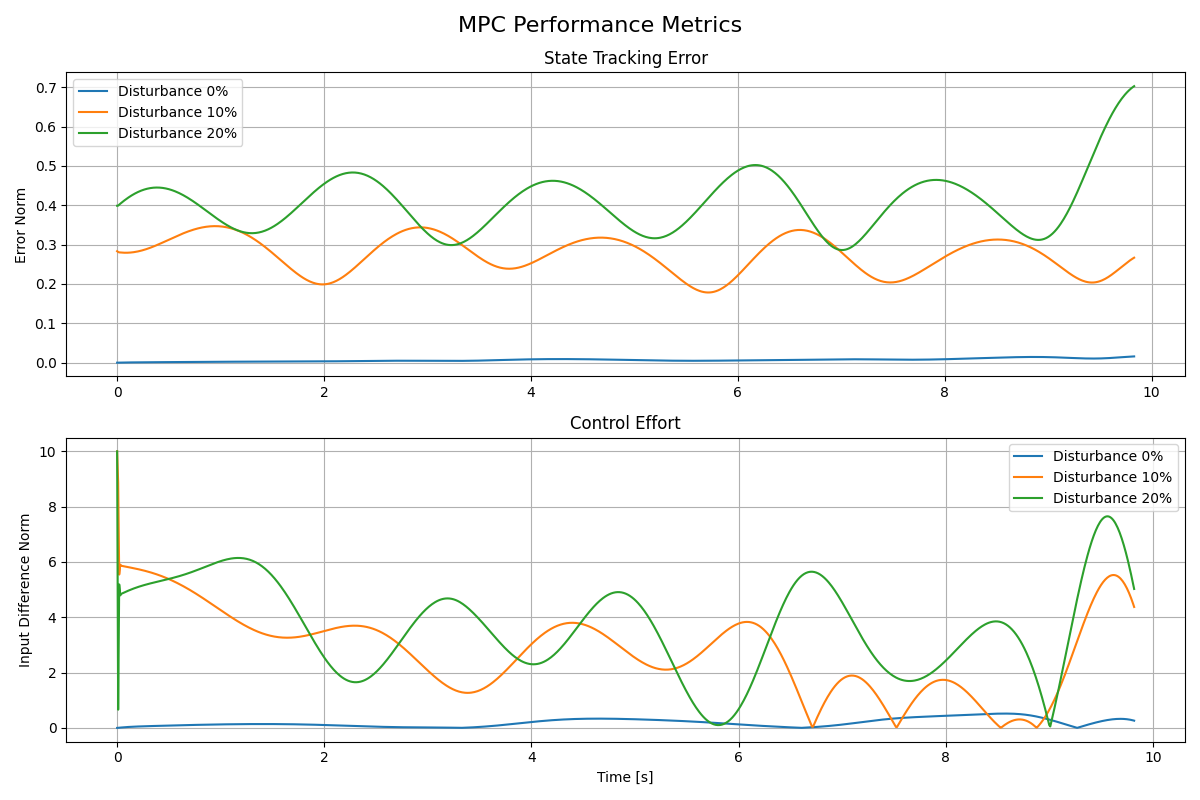 MPC Performance Metrics
State Tracking Error
Disturbance 0%
Disturbance 10%
Disturbance 20%
Error Norm
0.7
0.6
0.5
0.4
0.3
0.2
0.1
0.0
0 2 4 6 8 10
Control Effort
Disturbance 0%
Disturbance 10%
Disturbance 20%
Input Difference Norm
10
8
6
4
2
0
0 2 4 6 8 10
Time [s]